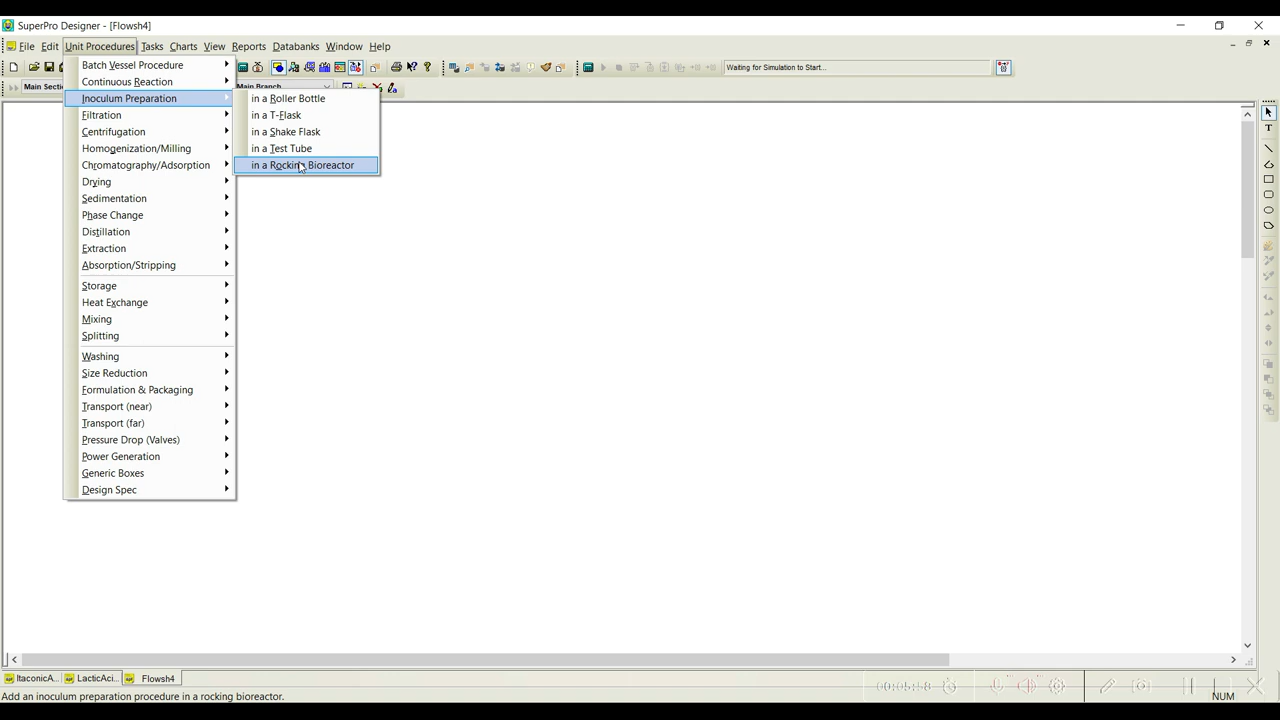 SuperPro Designer - [Flowsh4]
File Edit Unit Procedures Tasks Charts View Reports Databanks Window Help
Waiting for Simulation to Start...
Main Branch
Batch Vessel Procedure
Continuous Reaction
Inoculum Preparation
Filtration
Centrifugation
Homogenization/Milling
Chromatography/Adsorption
Drying
Sedimentation
Phase Change
Distillation
Extraction
Absorption/Stripping
Storage
Heat Exchange
Mixing
Splitting
Washing
Size Reduction
Formulation & Packaging
Transport (near)
Transport (far)
Pressure Drop (Valves)
Power Generation
Generic Boxes
Design Spec
in a Roller Bottle
in a T-Flask
in a Shake Flask
in a Test Tube
in a Rocking Bioreactor
T
ItaconicA... LacticAci... Flowsh4
Add an inoculum preparation procedure in a rocking bioreactor.
00:05:58
NUM